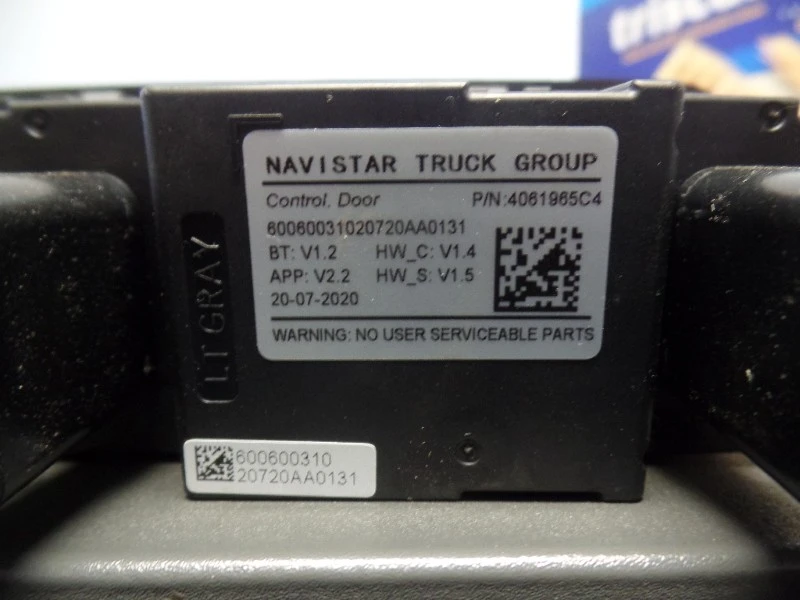 NAVISTAR TRUCK GROUP
Control, Door P/N:4061965C4
60060031020720AA0131
BT: V1.2 HW_C: V1.4
APP: V2.2 HW_S: V1.5
20-07-2020
WARNING: NO USER SERVICEABLE PARTS
LT GRAY
600600310
20720AA0131